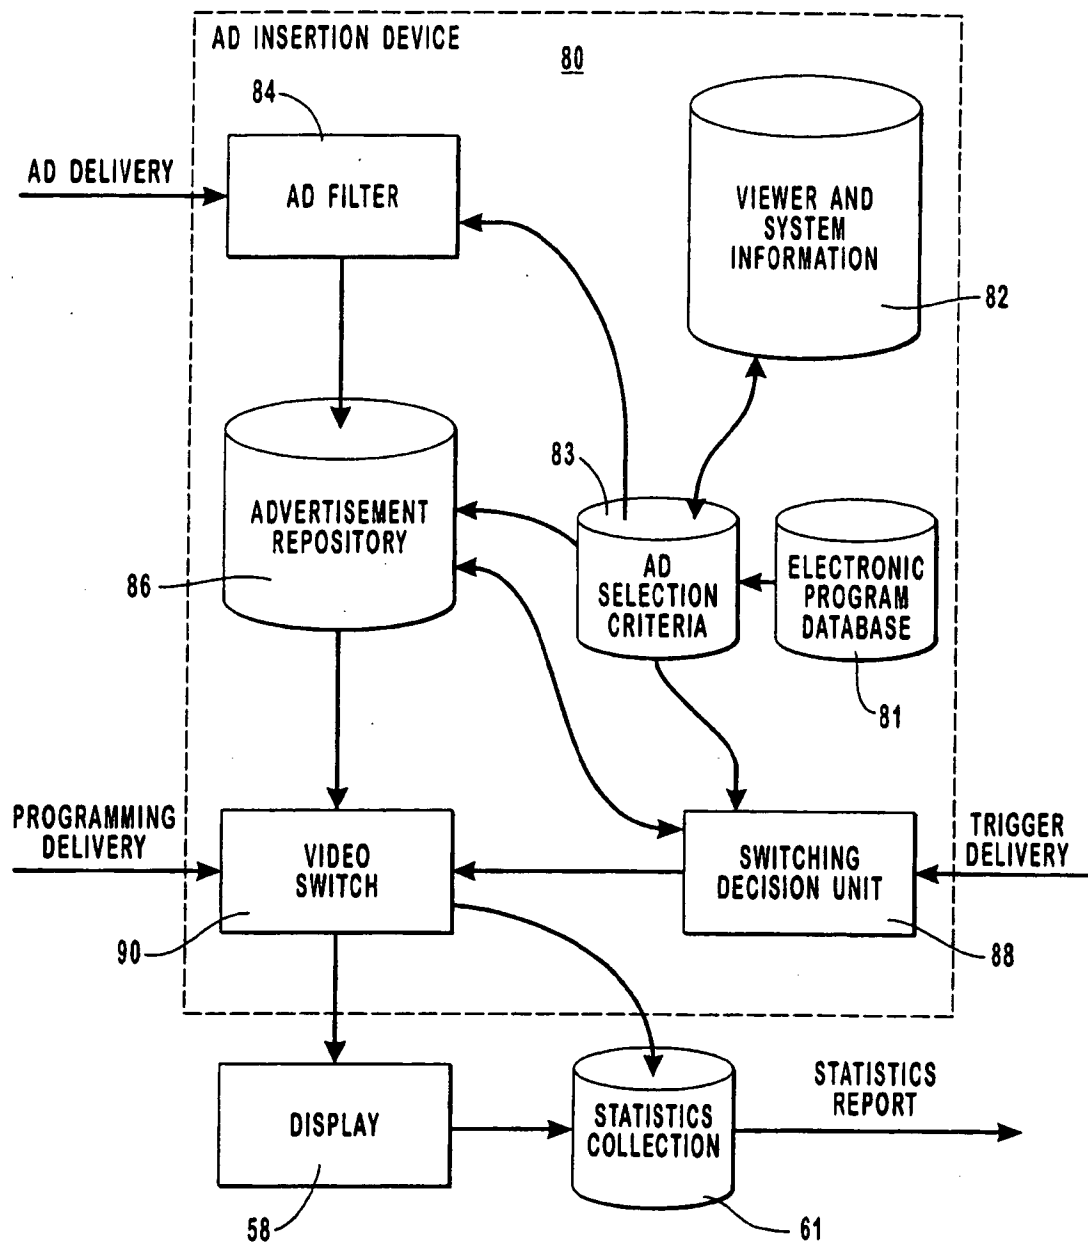 AD INSERTION DEVICE
80
84
AD DELIVERY
AD FILTER
VIEWER AND
SYSTEM
INFORMATION
82
83
ADVERTISEMENT
REPOSITORY
86
AD
SELECTION
CRITERIA
ELECTRONIC
PROGRAM
DATABASE
81
PROGRAMMING
DELIVERY
VIDEO
SWITCH
SWITCHING
DECISION UNIT
TRIGGER
DELIVERY
90
88
DISPLAY
STATISTICS
COLLECTION
STATISTICS
REPORT
58
61